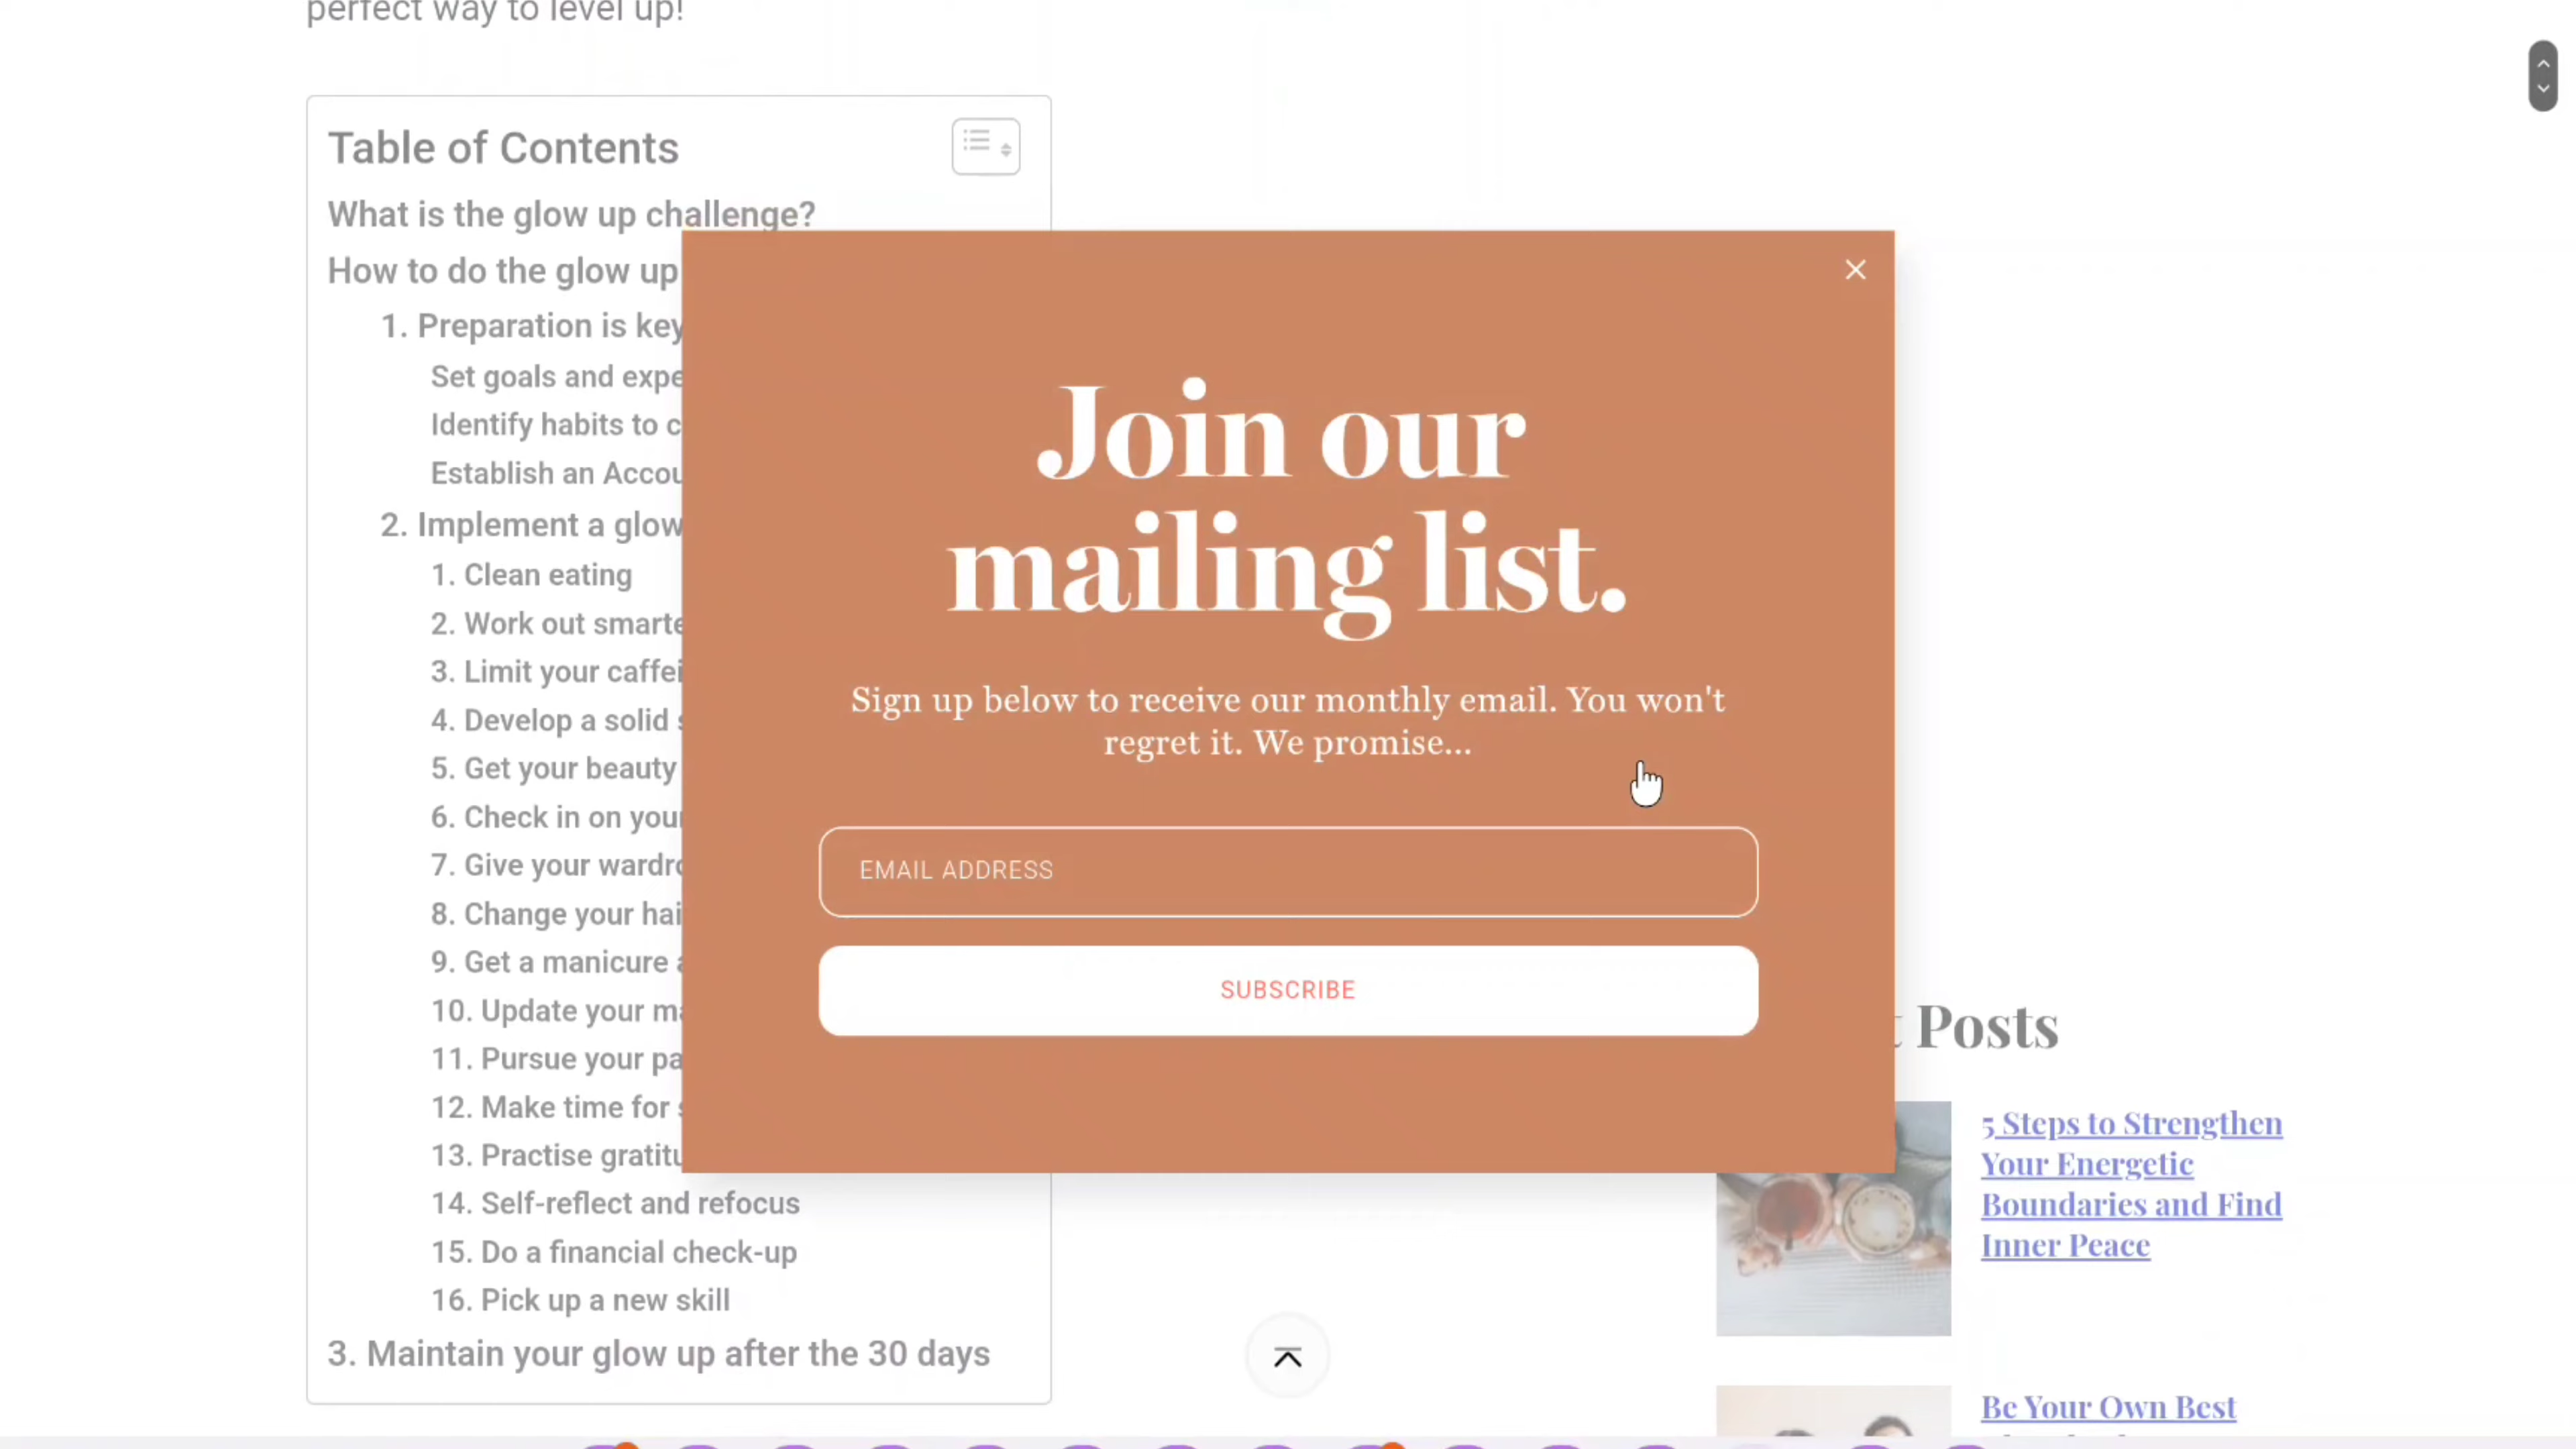 perfect way to level up!
Table of Contents
What is the glow up challenge?
How to do the glow up
1. Preparation is key
Set goals and expe
Identify habits to c
Establish an Accou
2. Implement a glow
1. Clean eating
2. Work out smarte
3. Limit your caffei
4. Develop a solid s
5. Get your beauty
6. Check in on your
7. Give your wardro
8. Change your hai
9. Get a manicure a
10. Update your ma
11. Pursue your pa
12. Make time for s
13. Practise gratitu
14. Self-reflect and refocus
15. Do a financial check-up
16. Pick up a new skill
3. Maintain your glow up after the 30 days
Join our
mailing list.
Sign up below to receive our monthly email. You won't
regret it. We promise...
EMAIL ADDRESS
SUBSCRIBE
t Posts
5 Steps to Strengthen
Your Energetic
Boundaries and Find
Inner Peace
Be Your Own Best